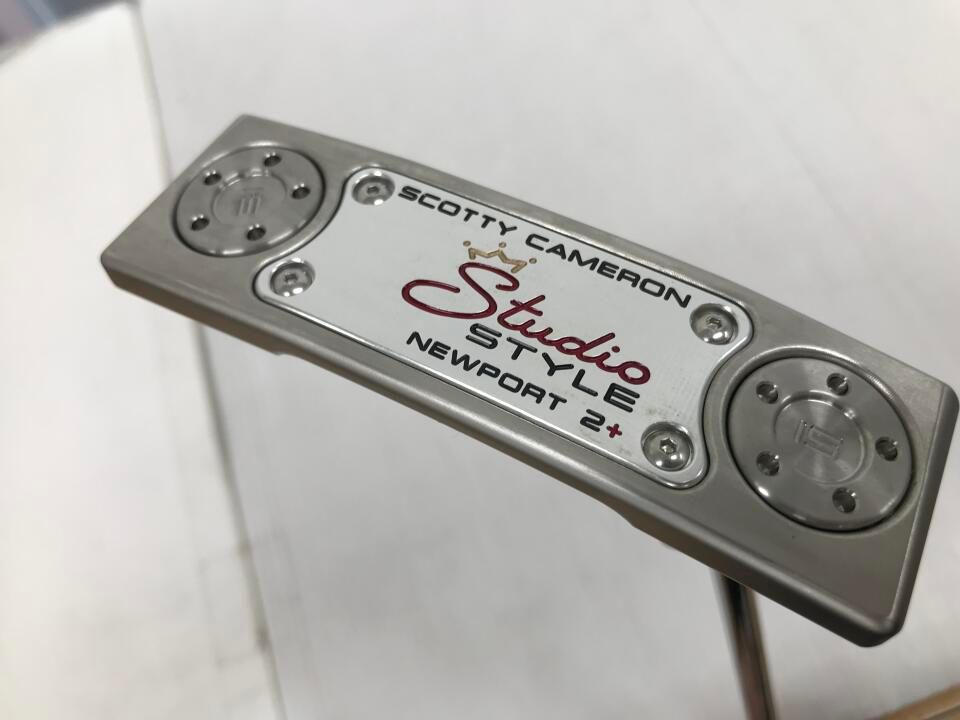 SCOTTY CAMERON
Studio
STYLE
NEWPORT 2+